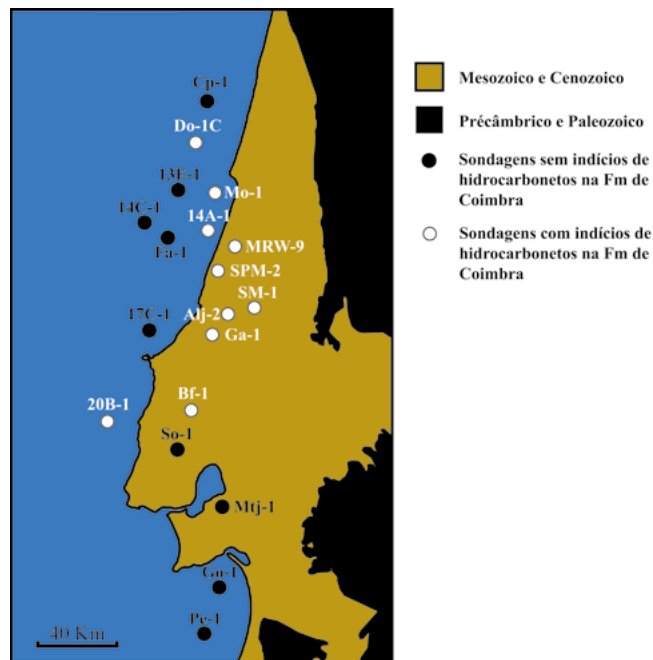 Cp-1
Do-1C
13E-1
Mo-1
14C-1
14A-1
Fa-1
MRW-9
SPM-2
SM-1
17C-1
Alj-2
Ga-1
20B-1
Bf-1
So-1
Mtj-1
Go-1
Pe-1
40 Km
Mesozoico e Cenozoico
Précâmbrico e Paleozoico
Sondagens sem indícios de
hidrocarbonetos na Fm de
Coimbra
Sondagens com indícios de
hidrocarbonetos na Fm de
Coimbra